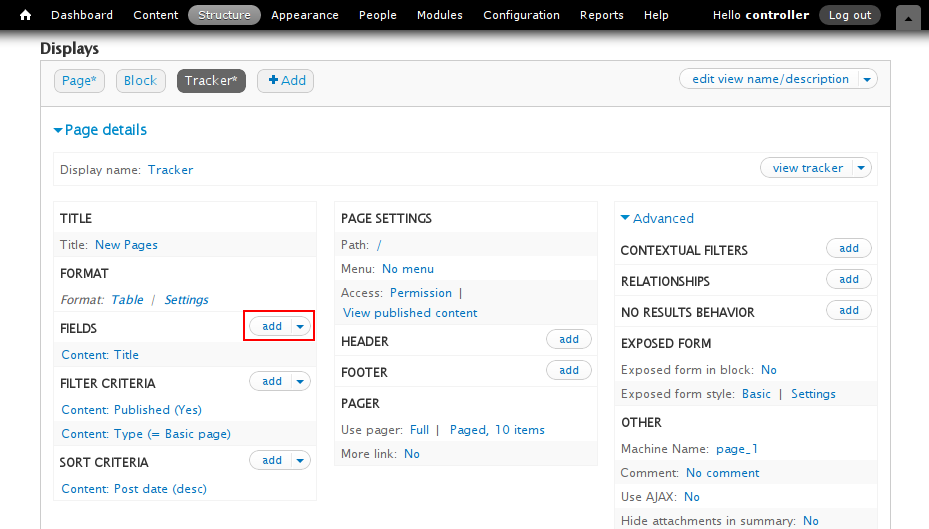 Dashboard Content Structure Appearance People Modules Configuration Reports Help Hello controller Log out
Displays
Page* Block Tracker* + Add edit view name/description
Page details
Display name: Tracker view tracker
TITLE
Title: New Pages
FORMAT
Format: Table | Settings
FIELDS add
Content: Title
FILTER CRITERIA add
Content: Published (Yes)
Content: Type (= Basic page)
SORT CRITERIA add
Content: Post date (desc)
PAGE SETTINGS
Path: /
Menu: No menu
Access: Permission |
View published content
HEADER add
FOOTER add
PAGER
Use pager: Full | Paged, 10 items
More link: No
Advanced
CONTEXTUAL FILTERS add
RELATIONSHIPS add
NO RESULTS BEHAVIOR add
EXPOSED FORM
Exposed form in block: No
Exposed form style: Basic | Settings
OTHER
Machine Name: page_1
Comment: No comment
Use AJAX: No
Hide attachments in summary: No